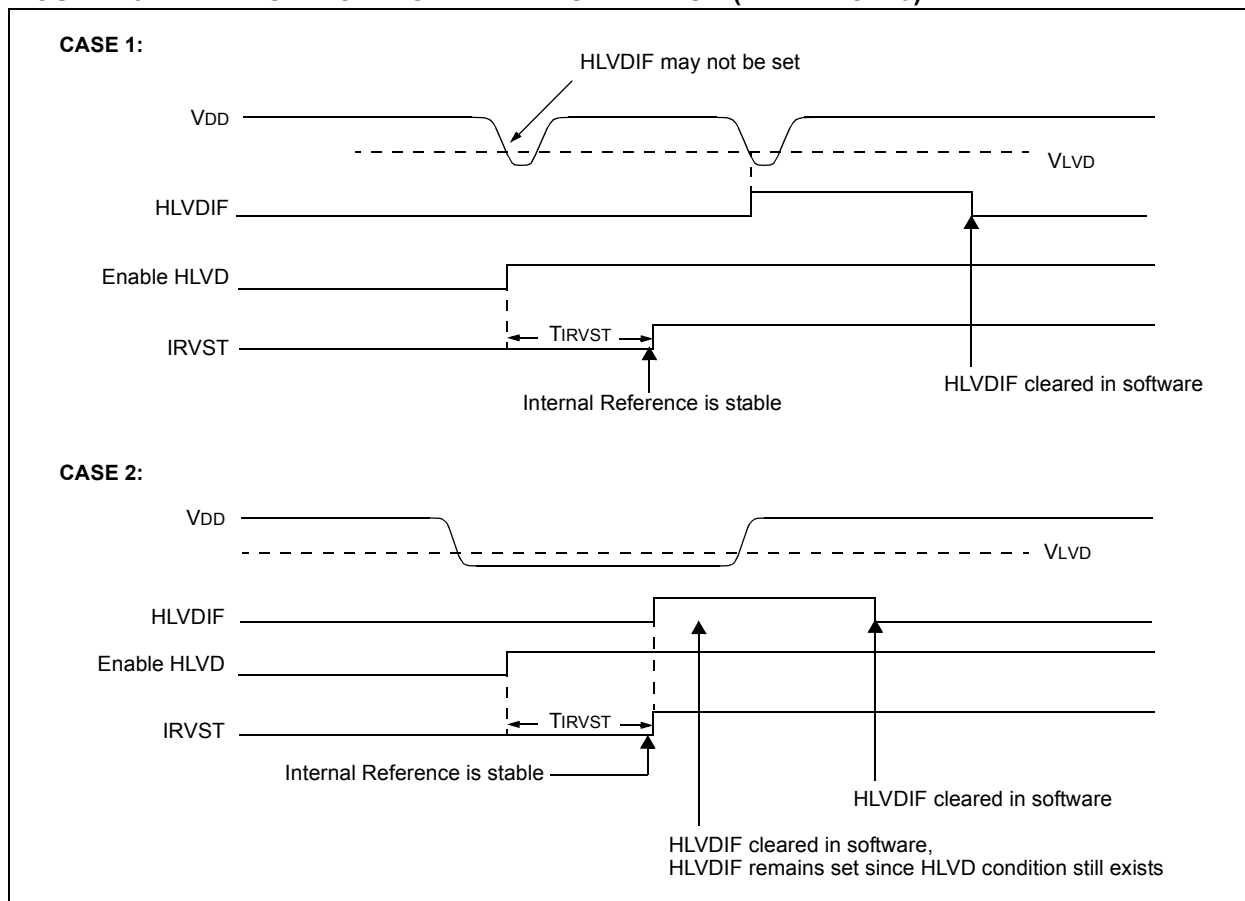 CASE 1:
HLVDIF may not be set
VDD
VLVD
HLVDIF
Enable HLVD
TIRVST
IRVST
HLVDIF cleared in software
Internal Reference is stable
CASE 2:
VDD
VLVD
HLVDIF
Enable HLVD
TIRVST
IRVST
Internal Reference is stable
HLVDIF cleared in software
HLVDIF cleared in software,
HLVDIF remains set since HLVD condition still exists